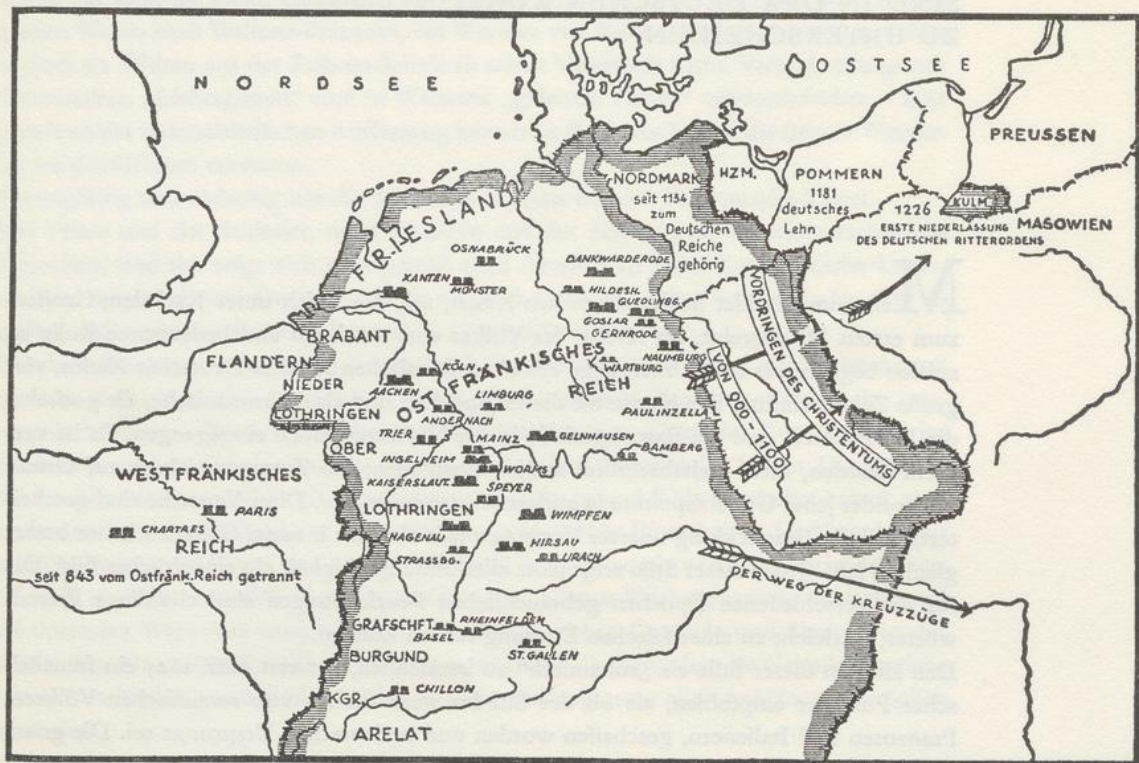 NORDSEE
OSTSEE
PREUSSEN
NORDMARK
seit 1134
zum
Deutschen
Reiche
gehörig
HZM.
POMMERN
1181
deutsches
Lehn
1226
KULM
MASOWIEN
ERSTE NIEDERLASSUNG
DES DEUTSCHEN RITTERORDENS
FRIESLAND
OSNABRÜCK
XANTEN
MÜNSTER
DANKWARDERODE
HILDESH.
QUEDLINBG.
GOSLAR
GERNRODE
NAUMBURG
WARTBURG
PAULINZELLA
VORDRINGEN DES CHRISTENTUMS
VON 900-1100
BRABANT
FLANDERN
NIEDER
LOTHRINGEN
OBER
OSTFRÄNKISCHES
REICH
KÖLN
AACHEN
LIMBURG
ANDERNACH
TRIER
MAINZ
GELNHAUSEN
BAMBERG
INGELHEIM
WORMS
KAISERSLAUT.
SPEYER
LOTHRINGEN
WIMPFEN
HAGENAU
HIRSAU
STRASSBG.
URACH
WESTFRÄNKISCHES
PARIS
CHARTRES
REICH
seit 843 vom Ostfränk. Reich getrennt
DER WEG DER KREUZZÜGE
GRAFSCHFT.
RHEINFELDEN
BASEL
BURGUND
ST. GALLEN
KGR.
CHILLON
ARELAT